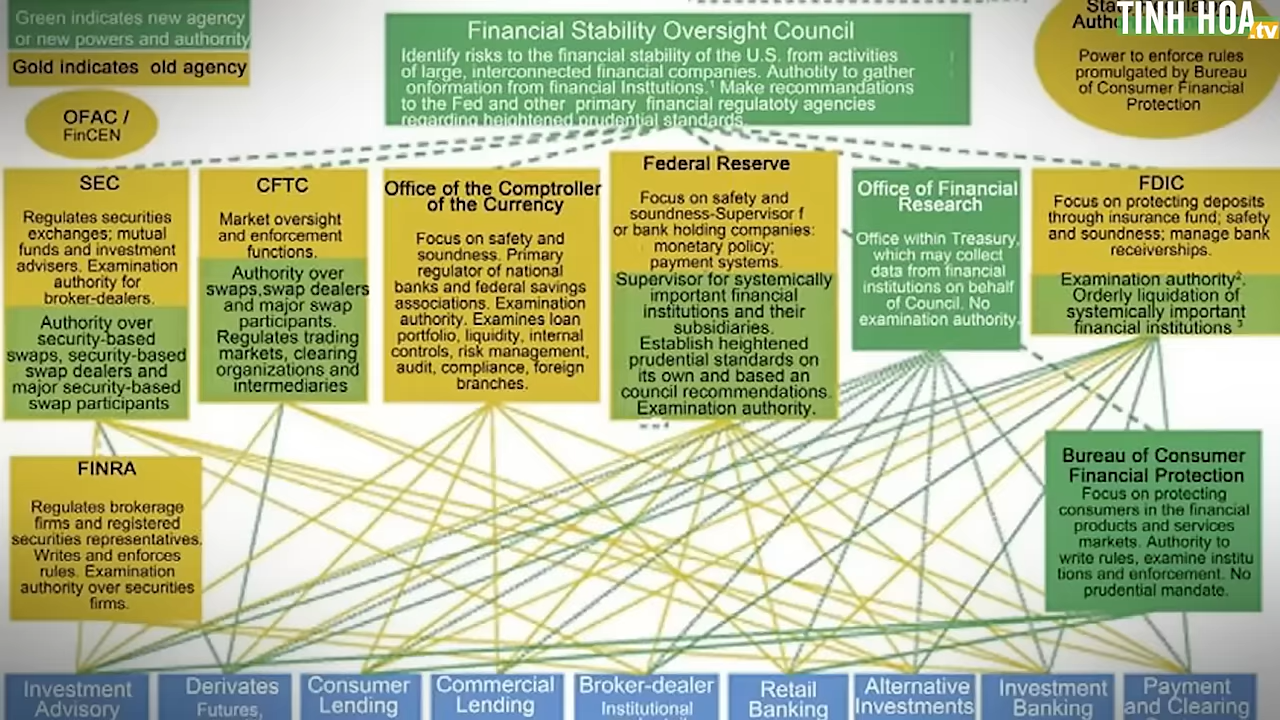 Green indicates new agency
or new powers and authority
Gold indicates old agency
OFAC /
FinCEN
Financial Stability Oversight Council
Identify risks to the financial stability of the U.S. from activities
of large, interconnected financial companies. Authotity to gather
onformation from financial Instutions.¹ Make recommandations
to the Fed and other primary financial regulatoty agencies
regarding heightened prudential standards.
TINH HOA
.tv
Power to enforce rules
promulgated by Bureau
of Consumer Financial
Protection
SEC
Regulates securities
exchanges; mutual
funds and investment
advisers. Examination
authority for
broker-dealers.
Authority over
security-based
swaps, security-based
swap dealers and
major security-based
swap participants
CFTC
Market oversight
and enforcement
functions.
Authority over
swaps,swap dealers
and major swap
participants.
Regulates trading
markets, clearing
organizations and
intermediaries
Office of the Comptroller
of the Currency
Focus on safety and
soundness. Primary
regulator of national
banks and federal savings
associations. Examination
authority. Examines loan
portfolio, liquidity, internal
controls, risk management,
audit, compliance, foreign
branches.
Federal Reserve
Focus on safety and
soundness-Supervisor f
or bank holding companies:
monetary policy;
payment systems.
Supervisor for systemically
important financial
institutions and their
subsidiaries.
Establish heightened
prudential standards on
its own and based an
council recommendations.
Examination authority.
Office of Financial
Research
Office within Treasury,
which may collect
data from financial
institutions on behalf
of Council. No
examination authority.
FDIC
Focus on protecting deposits
through insurance fund; safety
and soundness; manage bank
receiverships.
Examination authority².
Orderly liquidation of
systemically important
financial institutions ³
FINRA
Regulates brokerage
firms and registered
securities representatives.
Writes and enforces
rules. Examination
authority over securities
firms.
Bureau of Consumer
Financial Protection
Focus on protecting
consumers in the financial
products and services
markets. Authority to
write rules, examine institu
tions and enforcement. No
prudential mandate.
Investment
Advisory
Derivates
Futures,
Consumer
Lending
Commercial
Lending
Broker-dealer
Institutional
Retail
Banking
Alternative
Investments
Investment
Banking
Payment
and Clearing